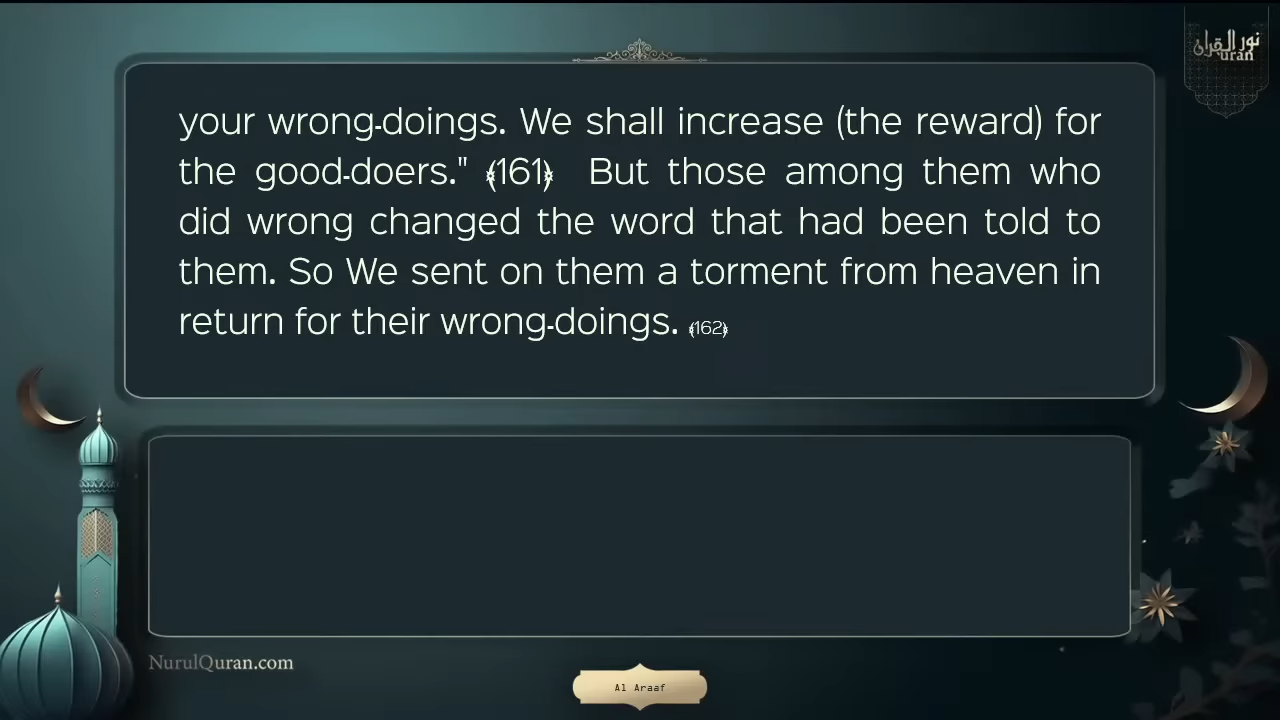 نور القرآن
uran
your wrong-doings. We shall increase (the reward) for
the good-doers." ﴾161﴿ But those among them who
did wrong changed the word that had been told to
them. So We sent on them a torment from heaven in
return for their wrong-doings. ﴾162﴿
NurulQuran.com
Al Araaf